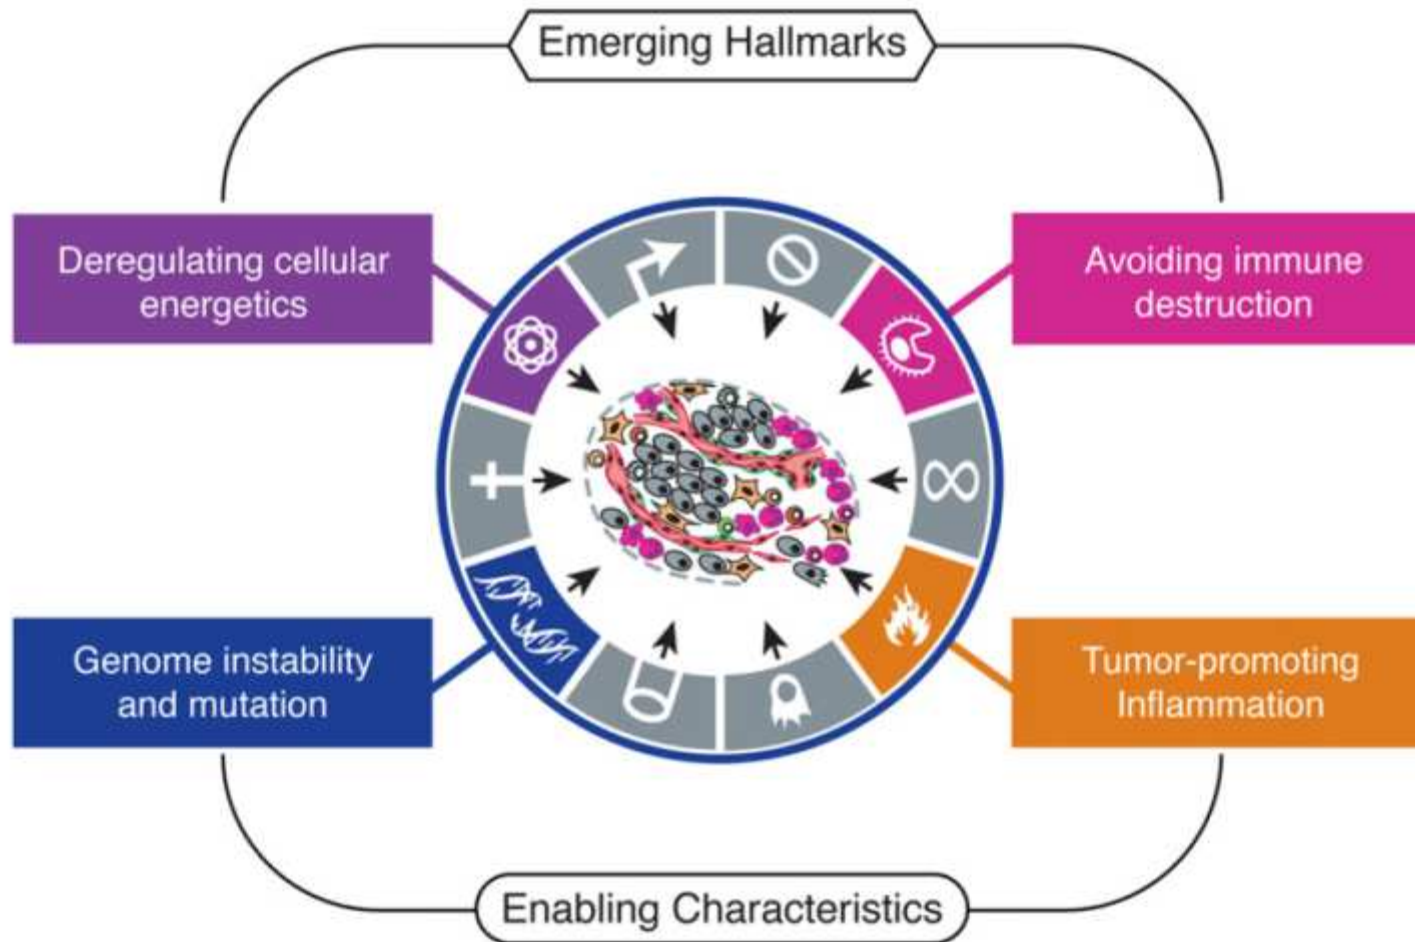 Emerging Hallmarks
Deregulating cellular
energetics
Avoiding immune
destruction
Genome instability
and mutation
Tumor-promoting
Inflammation
Enabling Characteristics